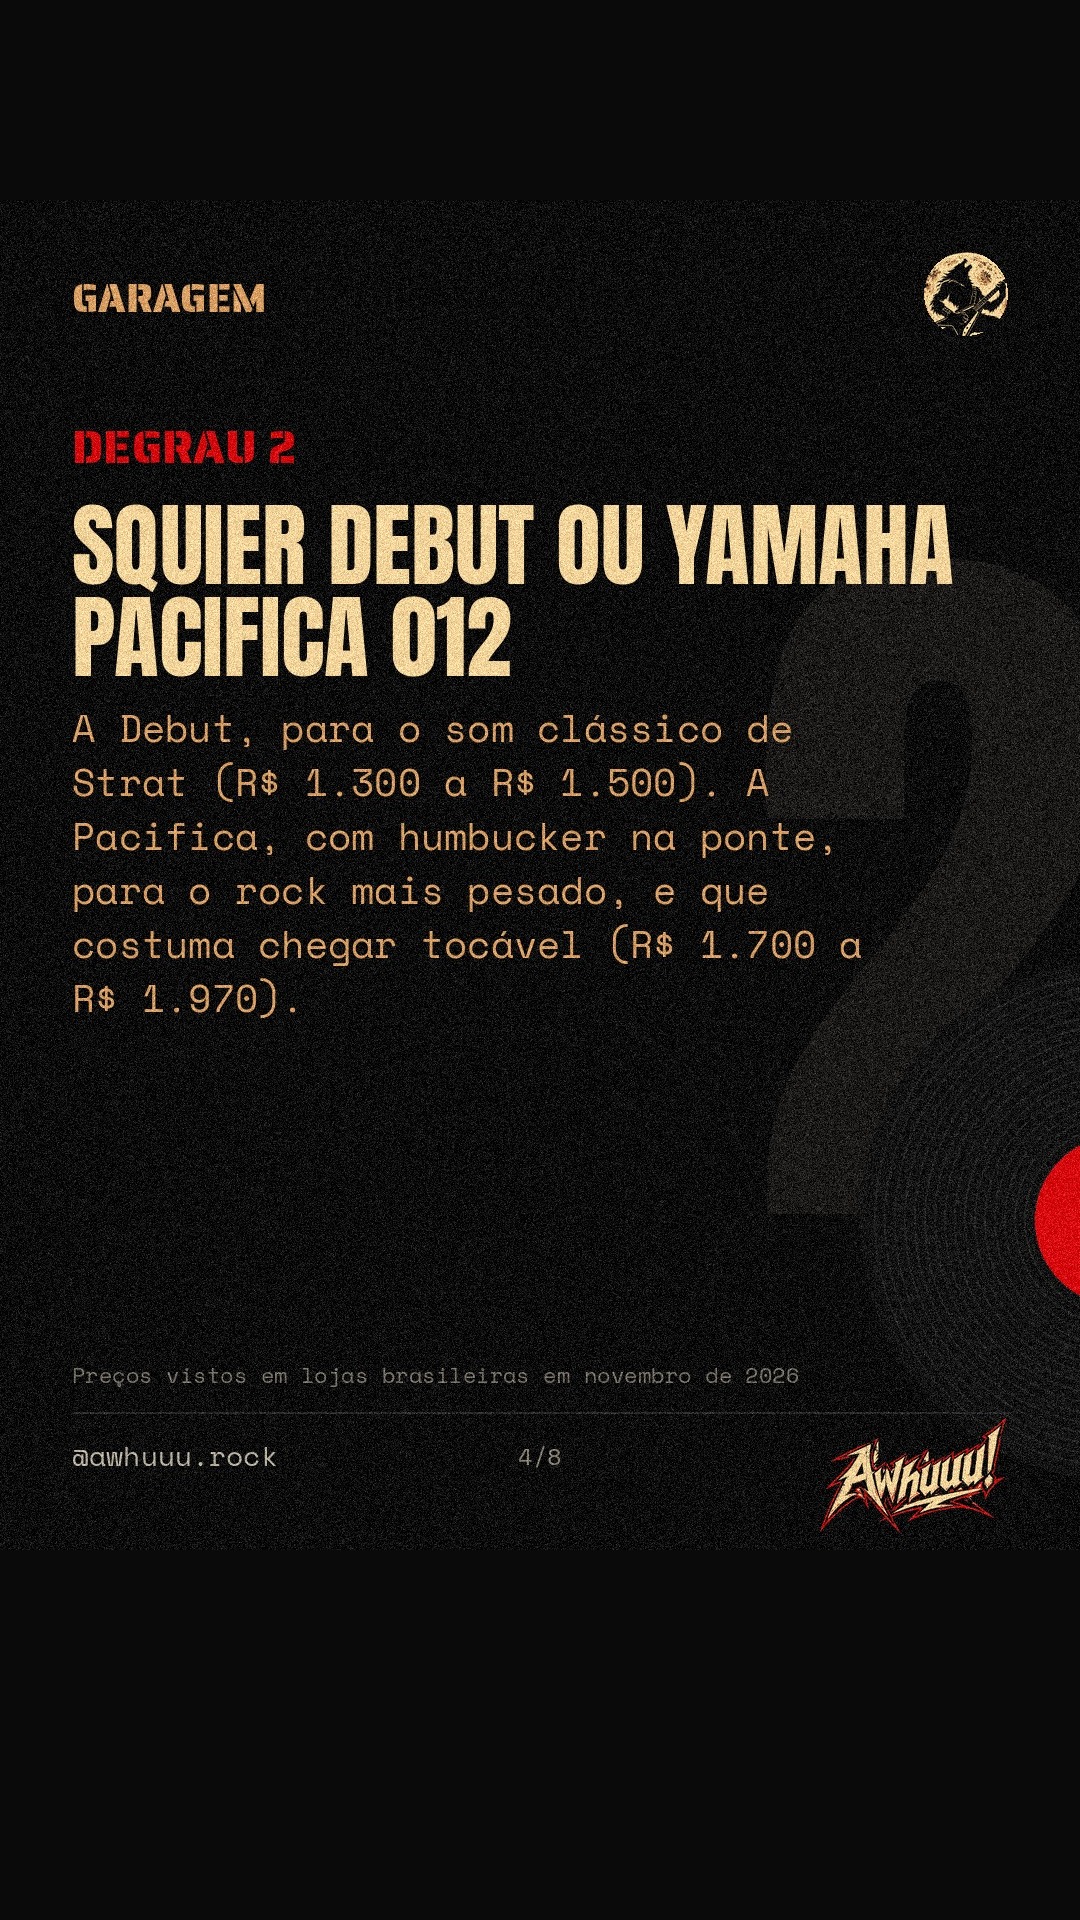 GARAGEM
DEGRAU 2
SQUIER DEBUT OU YAMAHA
PACIFICA 012
A Debut, para o som clássico de
Strat (R$ 1.300 a R$ 1.500). A
Pacifica, com humbucker na ponte,
para o rock mais pesado, e que
costuma chegar tocável (R$ 1.700 a
R$ 1.970).
2
Preços vistos em lojas brasileiras em novembro de 2026
@awhuuu.rock
4/8
Awhuuu!